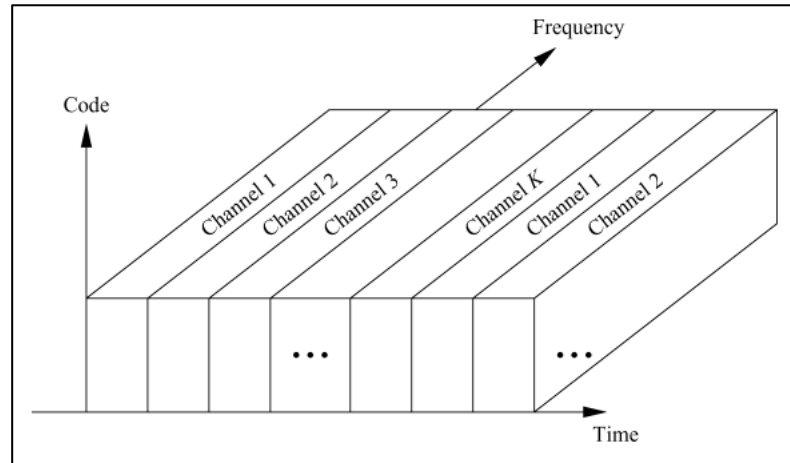 Frequency
Code
Channel 1
Channel 2
Channel 3
Channel K
Channel 1
Channel 2
•••
•••
Time